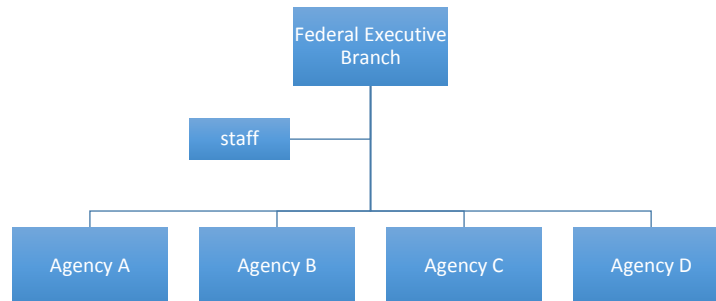 Federal Executive
Branch
staff
Agency A
Agency B
Agency C
Agency D